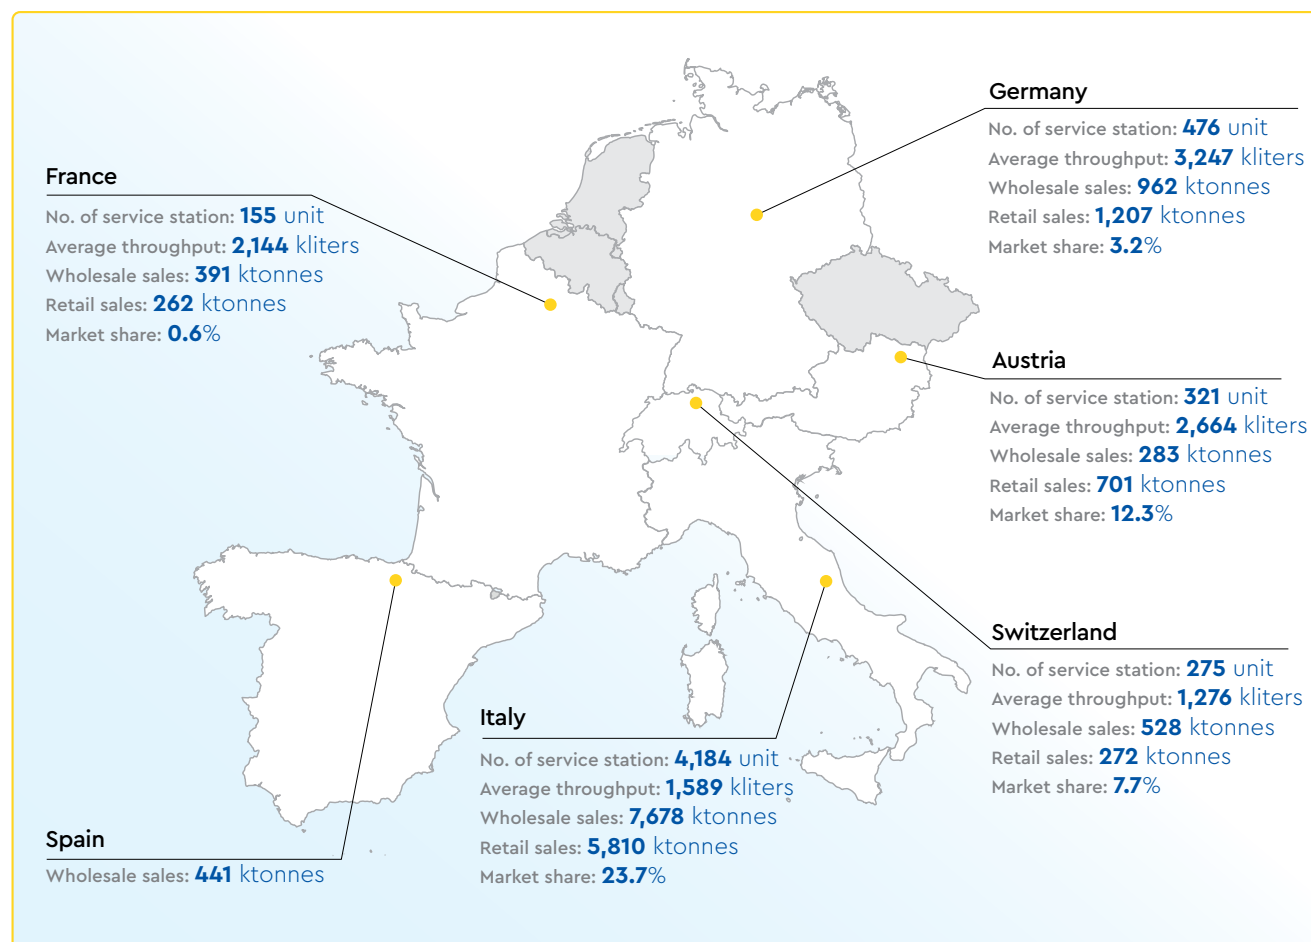 Germany
No. of service station: 476 unit
Average throughput: 3,247 kliters
Wholesale sales: 962 ktonnes
Retail sales: 1,207 ktonnes
Market share: 3.2%
France
No. of service station: 155 unit
Average throughput: 2,144 kliters
Wholesale sales: 391 ktonnes
Retail sales: 262 ktonnes
Market share: 0.6%
Austria
No. of service station: 321 unit
Average throughput: 2,664 kliters
Wholesale sales: 283 ktonnes
Retail sales: 701 ktonnes
Market share: 12.3%
Switzerland
No. of service station: 275 unit
Average throughput: 1,276 kliters
Wholesale sales: 528 ktonnes
Retail sales: 272 ktonnes
Market share: 7.7%
Italy
No. of service station: 4,184 unit
Average throughput: 1,589 kliters
Wholesale sales: 7,678 ktonnes
Retail sales: 5,810 ktonnes
Market share: 23.7%
Spain
Wholesale sales: 441 ktonnes